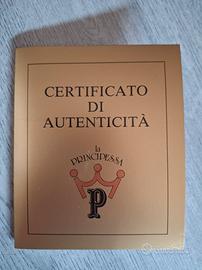 CERTIFICATO
DI
AUTENTICITÀ
la
PRINCIPESSA
P